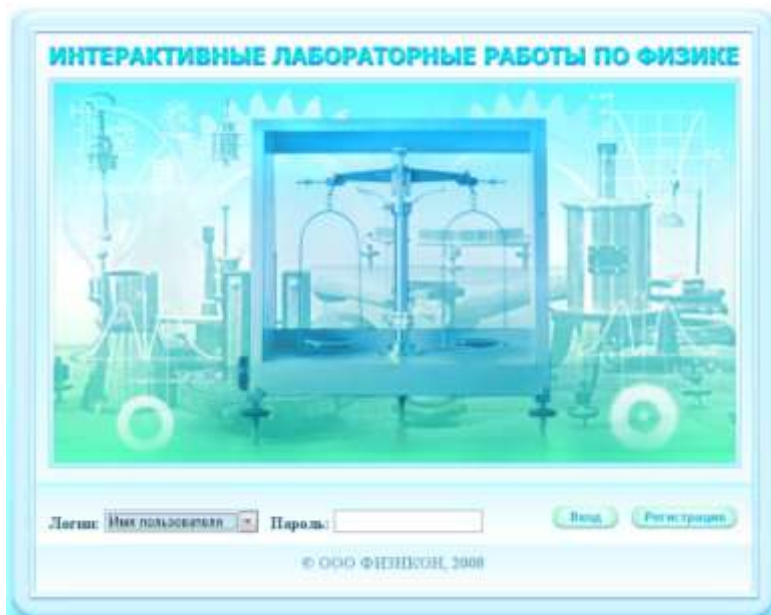 ИНТЕРАКТИВНЫЕ ЛАБОРАТОРНЫЕ РАБОТЫ ПО ФИЗИКЕ
Логин: Имя пользователя Пароль: Вход Регистрация
© ООО ФИЗИКОН, 2008